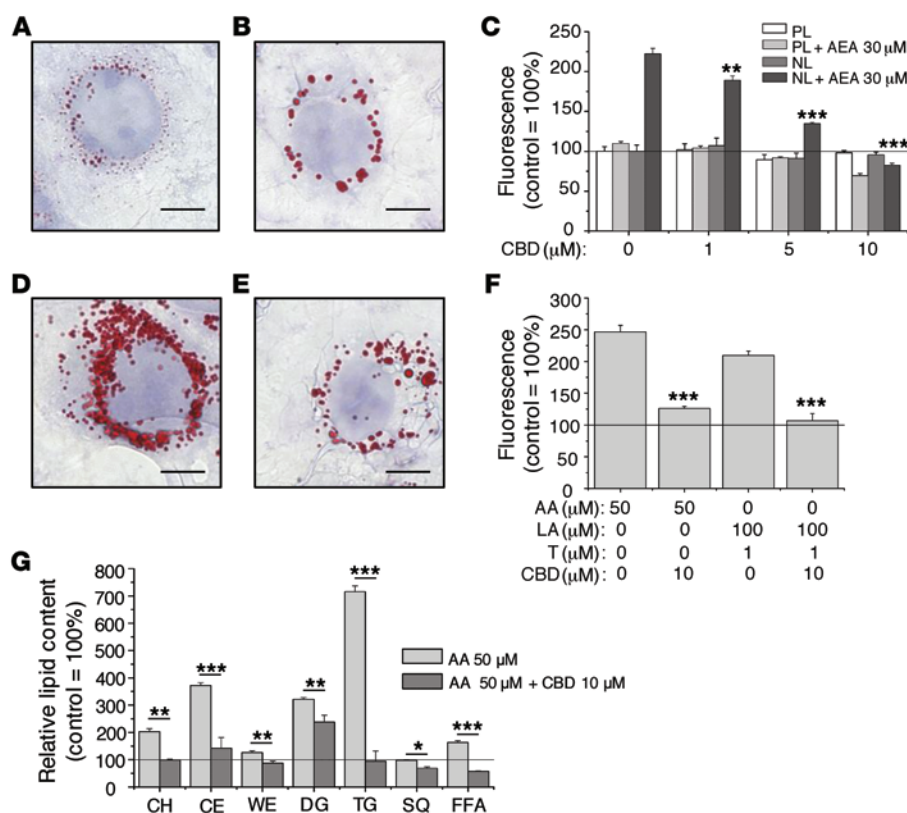 A
B
C
PL
PL + AEA 30 µM
NL
NL + AEA 30 µM
Fluorescence
(control = 100%)
250
200
150
100
50
0
**
***
***
CBD (µM): 0 1 5 10
D
E
F
Fluorescence
(control = 100%)
300
250
200
150
100
50
0
***
***
AA (µM): 50 50 0 0
LA (µM): 0 0 100 100
T (µM): 0 0 1 1
CBD (µM): 0 10 0 10
G
Relative lipid content
(control = 100%)
800
700
600
500
400
300
200
100
0
**
***
**
**
***
*
***
AA 50 µM
AA 50 µM + CBD 10 µM
CH CE WE DG TG SQ FFA